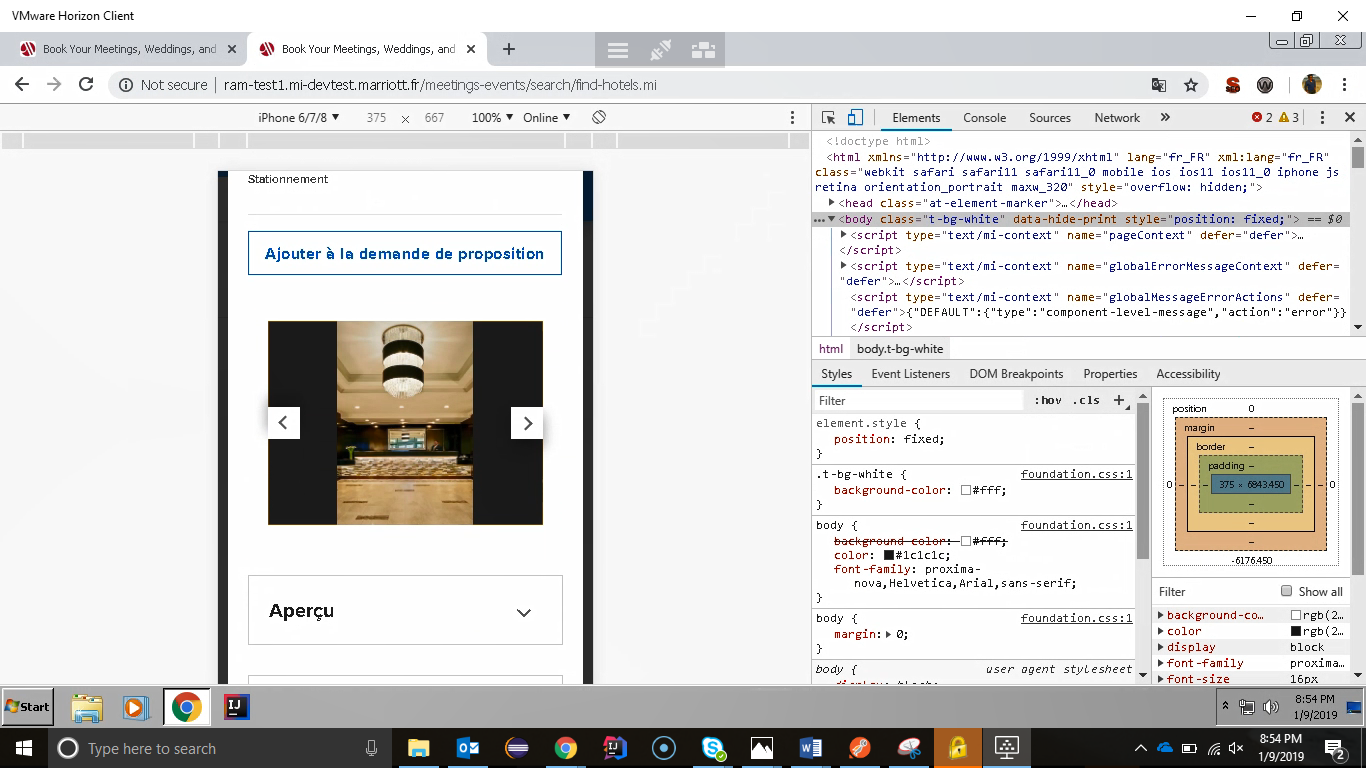 VMware Horizon Client
Book Your Meetings, Weddings, and
Book Your Meetings, Weddings, and
Not secure
ram-test1.mi-devtest.marriott.fr/meetings-events/search/find-hotels.mi
iPhone 6/7/8 ▼ 375 × 667 100% ▼ Online ▼
Stationnement
Ajouter à la demande de proposition
Aperçu
Elements Console Sources Network » 2 3
<!doctype html>
<html xmlns="http://www.w3.org/1999/xhtml" lang="fr_FR" xml:lang="fr_FR"
class="webkit safari safari11 safari11_0 mobile ios ios11 ios11_0 iphone js
retina orientation_portrait maxw_320" style="overflow: hidden;">
▶<head class="at-element-marker">…</head>
…▼<body class="t-bg-white" data-hide-print style="position: fixed;"> == $0
▶<script type="text/mi-context" name="pageContext" defer="defer">…
</script>
▶<script type="text/mi-context" name="globalErrorMessageContext" defer=
"defer">…</script>
<script type="text/mi-context" name="globalMessageErrorActions" defer=
"defer">{"DEFAULT":{"type":"component-level-message","action":"error"}}
</script>
html body.t-bg-white
Styles Event Listeners DOM Breakpoints Properties Accessibility
Filter :hov .cls +
element.style {
position: fixed;
}
.t-bg-white { foundation.css:1
background-color: #fff;
}
body { foundation.css:1
background-color: #fff;
color: #1c1c1c;
font-family: proxima-
nova,Helvetica,Arial,sans-serif;
}
body { foundation.css:1
margin:▶ 0;
}
body { user agent stylesheet
position 0
margin –
border –
padding –
0 – – – 375 × 6843.450 – – – 0
–
–
–
-6176.450
Filter Show all
▶background-co… rgb(2…
▶color rgb(2…
▶display block
▶font-family proxima…
▶font-size 16px
Start
8:54 PM
1/9/2019
Type here to search
8:54 PM
1/9/2019
2